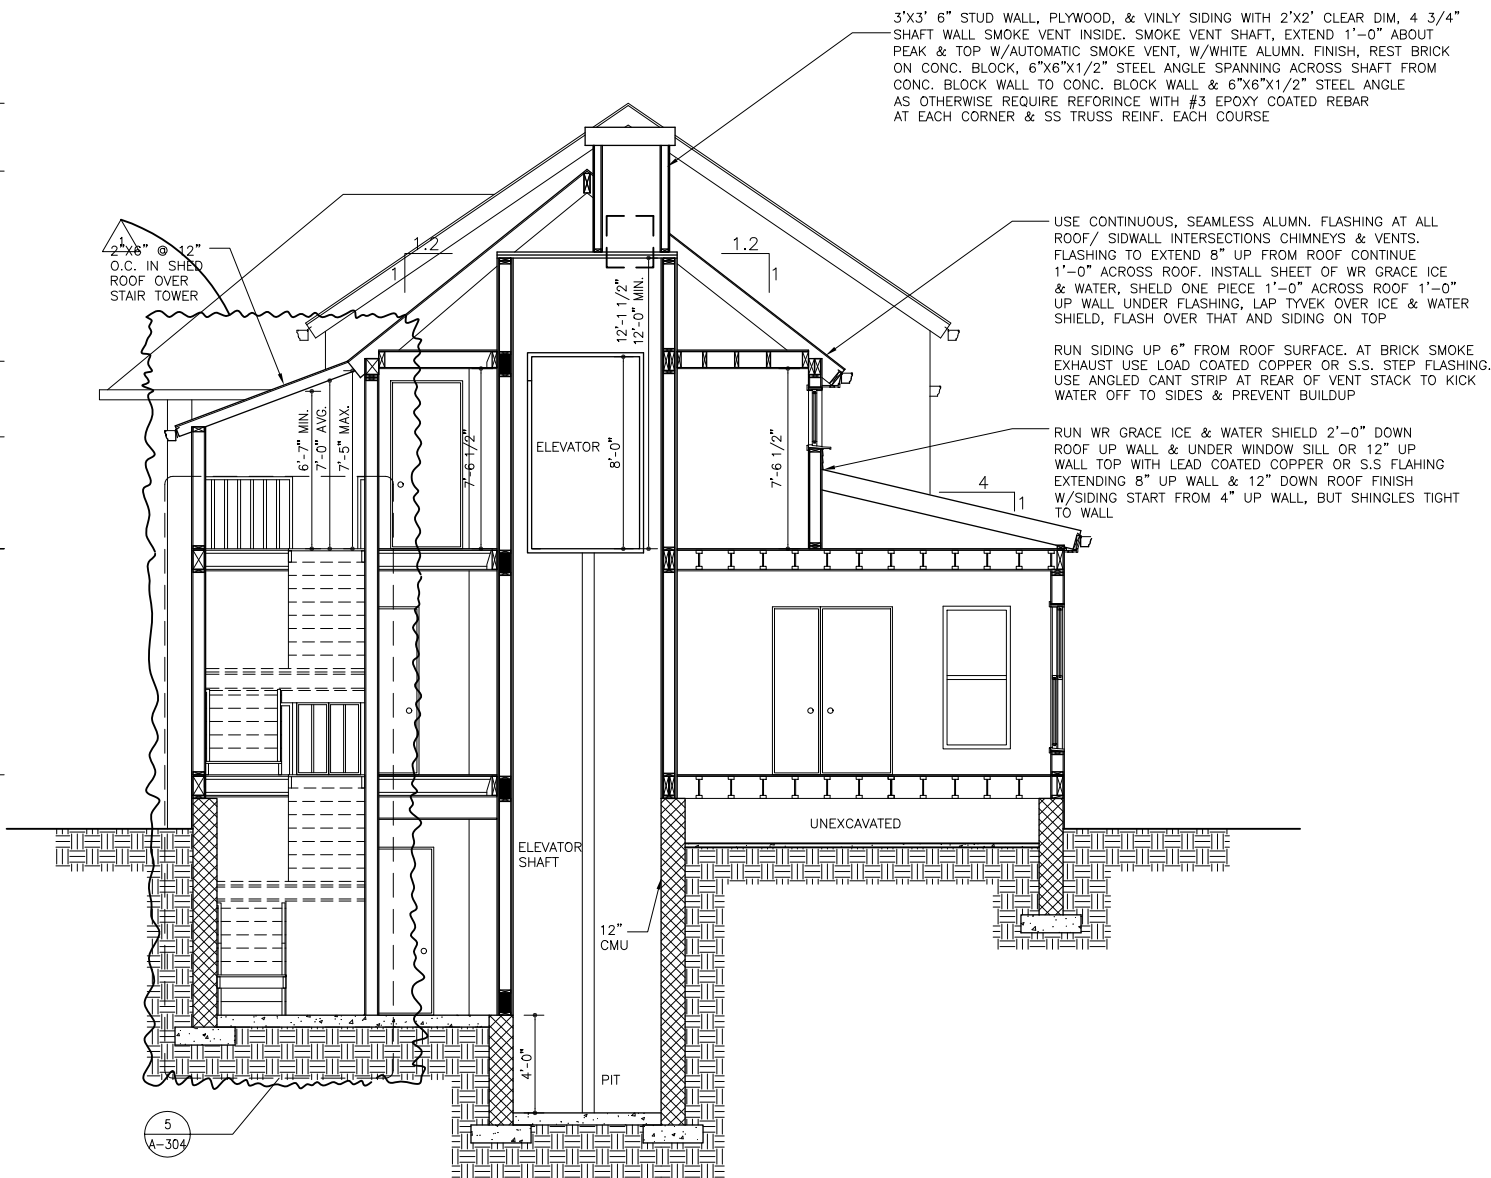 3'X3' 6" STUD WALL, PLYWOOD, & VINLY SIDING WITH 2'X2' CLEAR DIM, 4 3/4"
SHAFT WALL SMOKE VENT INSIDE. SMOKE VENT SHAFT, EXTEND 1'-0" ABOUT
PEAK & TOP W/AUTOMATIC SMOKE VENT, W/WHITE ALUMN. FINISH, REST BRICK
ON CONC. BLOCK, 6"X6"X1/2" STEEL ANGLE SPANNING ACROSS SHAFT FROM
CONC. BLOCK WALL TO CONC. BLOCK WALL & 6"X6"X1/2" STEEL ANGLE
AS OTHERWISE REQUIRE REFORINCE WITH #3 EPOXY COATED REBAR
AT EACH CORNER & SS TRUSS REINF. EACH COURSE
USE CONTINUOUS, SEAMLESS ALUMN. FLASHING AT ALL
ROOF/ SIDWALL INTERSECTIONS CHIMNEYS & VENTS.
FLASHING TO EXTEND 8" UP FROM ROOF CONTINUE
1'-0" ACROSS ROOF. INSTALL SHEET OF WR GRACE ICE
& WATER, SHELD ONE PIECE 1'-0" ACROSS ROOF 1'-0"
UP WALL UNDER FLASHING, LAP TYVEK OVER ICE & WATER
SHIELD, FLASH OVER THAT AND SIDING ON TOP
RUN SIDING UP 6" FROM ROOF SURFACE. AT BRICK SMOKE
EXHAUST USE LOAD COATED COPPER OR S.S. STEP FLASHING.
USE ANGLED CANT STRIP AT REAR OF VENT STACK TO KICK
WATER OFF TO SIDES & PREVENT BUILDUP
RUN WR GRACE ICE & WATER SHIELD 2'-0" DOWN
ROOF UP WALL & UNDER WINDOW SILL OR 12" UP
WALL TOP WITH LEAD COATED COPPER OR S.S FLAHING
EXTENDING 8" UP WALL & 12" DOWN ROOF FINISH
W/SIDING START FROM 4" UP WALL, BUT SHINGLES TIGHT
TO WALL
1
2"X6" @ 12"
O.C. IN SHED
ROOF OVER
STAIR TOWER
1.2
1
1.2
1
4
1
12'-1 1/2"
12'-0" MIN.
6'-7" MIN.
7'-0" AVG.
7'-5" MAX.
7'-6 1/2"
ELEVATOR
8'-0"
7'-6 1/2"
UNEXCAVATED
ELEVATOR
SHAFT
12"
CMU
4'-0"
PIT
5
A-304